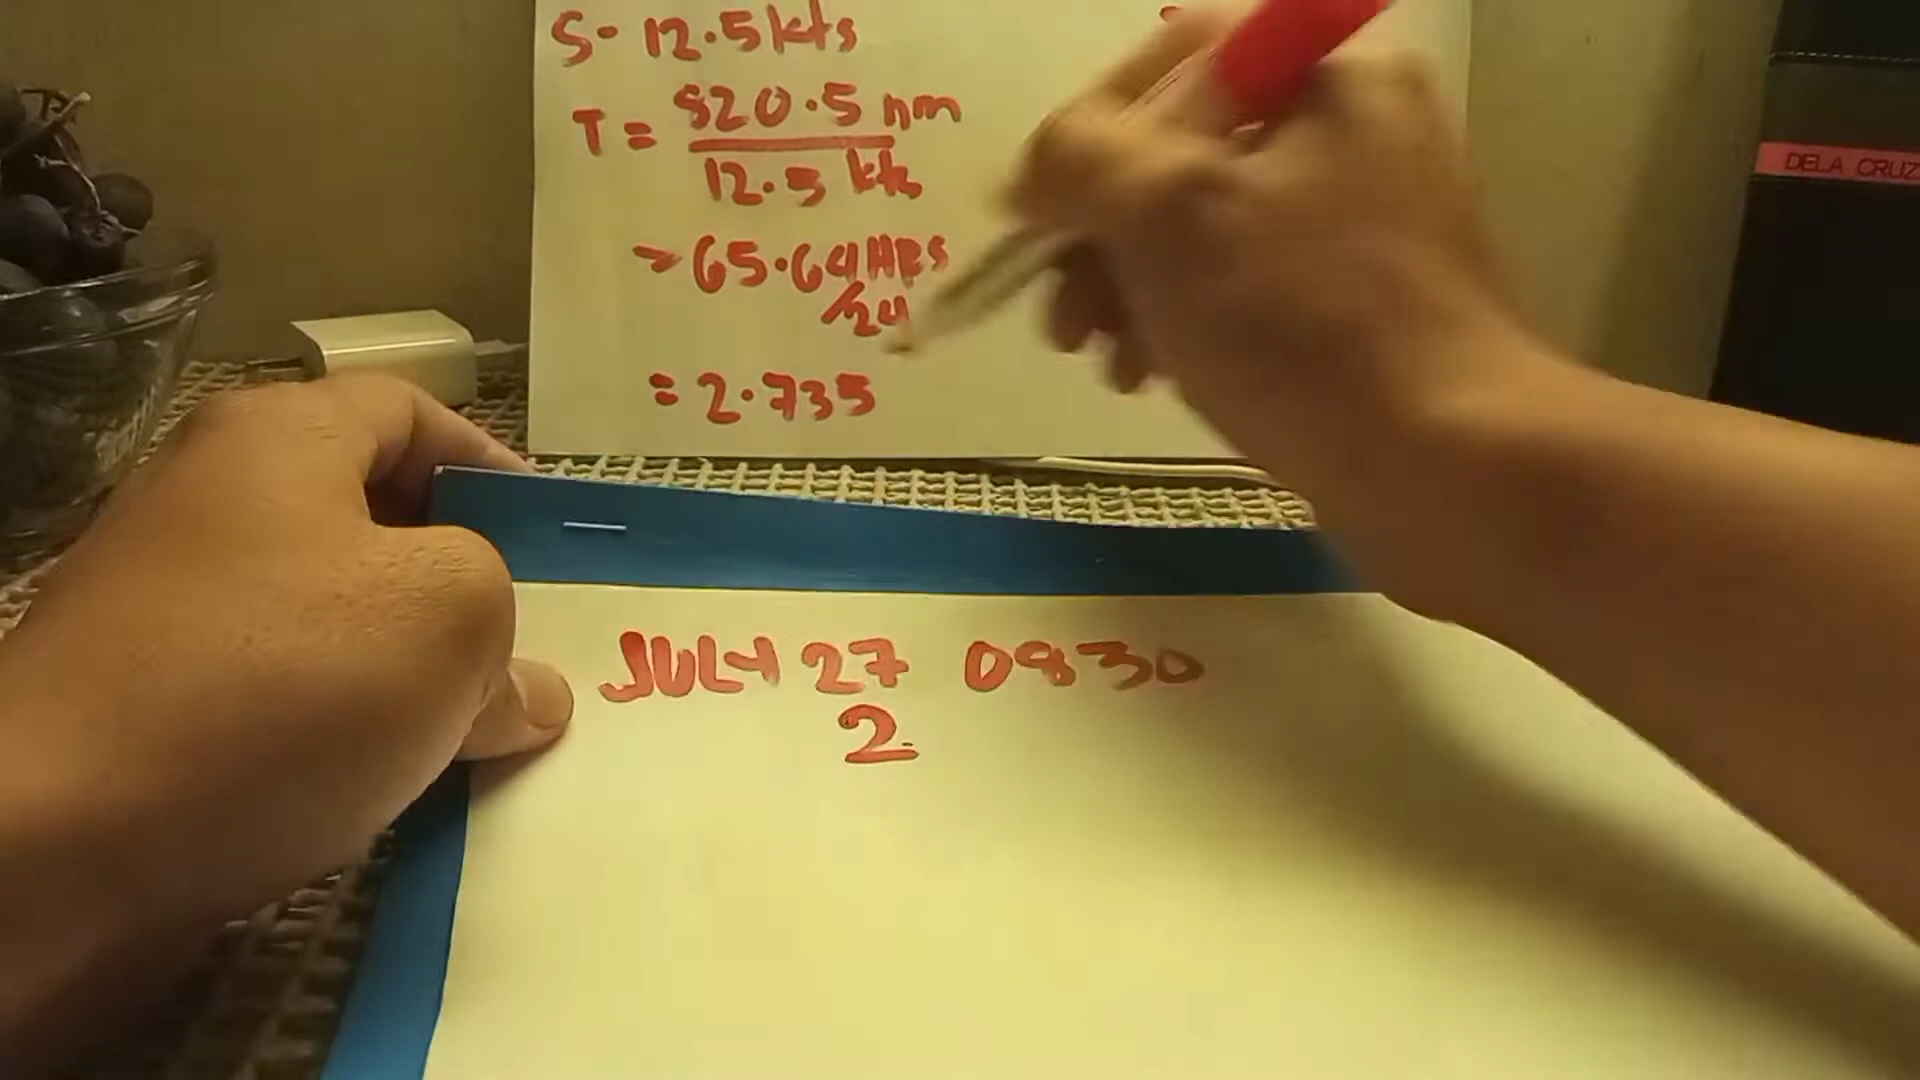 S- 12.5 kts
T = 820.5 nm
12.5 kts
= 65.64 HRS
/24
= 2.735
DELA CRUZ
JULY 27 0830
2